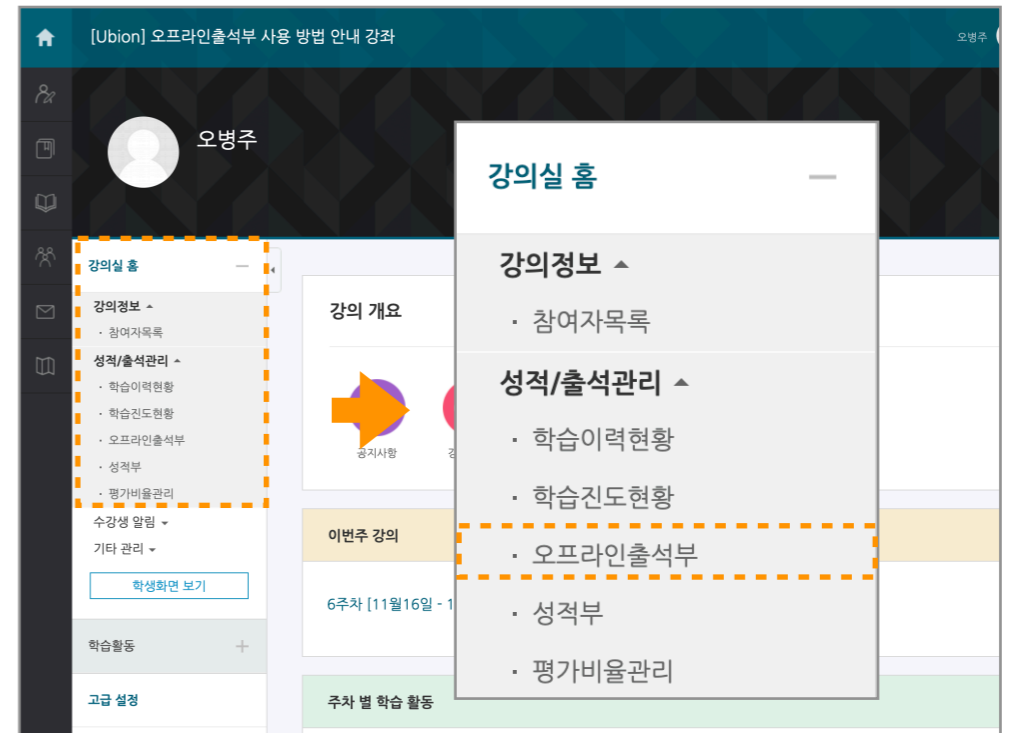 [Ubion] 오프라인출석부 사용 방법 안내 강좌
오병주
오병주
강의실 홈
강의정보
· 참여자목록
성적/출석관리
· 학습이력현황
· 학습진도현황
· 오프라인출석부
· 성적부
· 평가비율관리
수강생 알림
기타 관리
학생화면 보기
학습활동
고급 설정
강의 개요
공지사항
이번주 강의
6주차 [11월16일 - 1
주차 별 학습 활동
강의실 홈
강의정보
· 참여자목록
성적/출석관리
· 학습이력현황
· 학습진도현황
· 오프라인출석부
· 성적부
· 평가비율관리